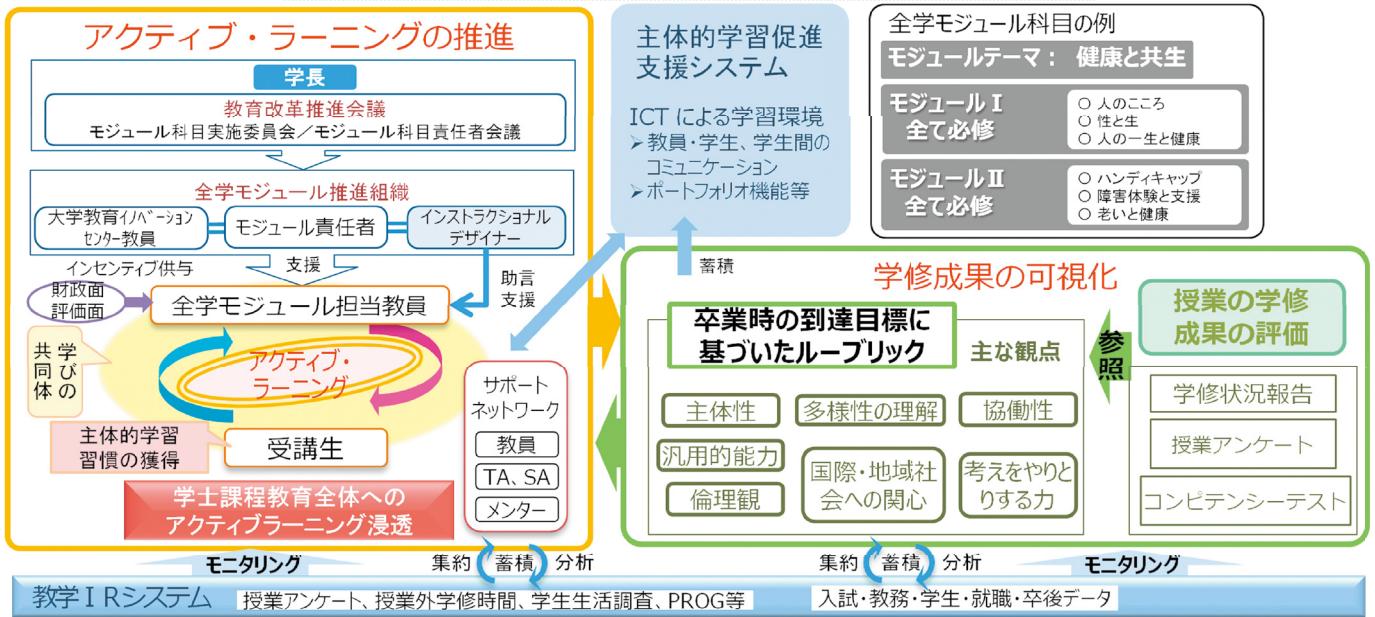 アクティブ・ラーニングの推進
学長
教育改革推進会議
モジュール科目実施委員会／モジュール科目責任者会議
全学モジュール推進組織
大学教育ｲﾉﾍﾞｰｼｮﾝ
ｾﾝﾀｰ教員
モジュール責任者
インストラクショナル
デザイナー
インセンティブ供与
支援
助言
支援
財政面
評価面
全学モジュール担当教員
学びの
共同体
アクティブ・
ラーニング
主体的学習
習慣の獲得
受講生
学士課程教育全体への
アクティブラーニング浸透
サポート
ネットワーク
教員
TA、SA
メンター
主体的学習促進
支援システム
ICTによる学習環境
➢教員・学生、学生間の
コミュニケーション
➢ポートフォリオ機能等
蓄積
全学モジュール科目の例
モジュールテーマ： 健康と共生
モジュールⅠ
全て必修
○ 人のこころ
○ 性と生
○ 人の一生と健康
モジュールⅡ
全て必修
○ ハンディキャップ
○ 障害体験と支援
○ 老いと健康
学修成果の可視化
卒業時の到達目標に
基づいたルーブリック
主な観点
主体性
多様性の理解
協働性
汎用的能力
倫理観
国際・地域社
会への関心
考えをやりと
りする力
参照
授業の学修
成果の評価
学修状況報告
授業アンケート
コンピテンシーテスト
モニタリング
集約 蓄積 分析
集約 蓄積 分析
モニタリング
教学ＩＲシステム
授業アンケート、授業外学修時間、学生生活調査、PROG等
入試・教務・学生・就職・卒後データ